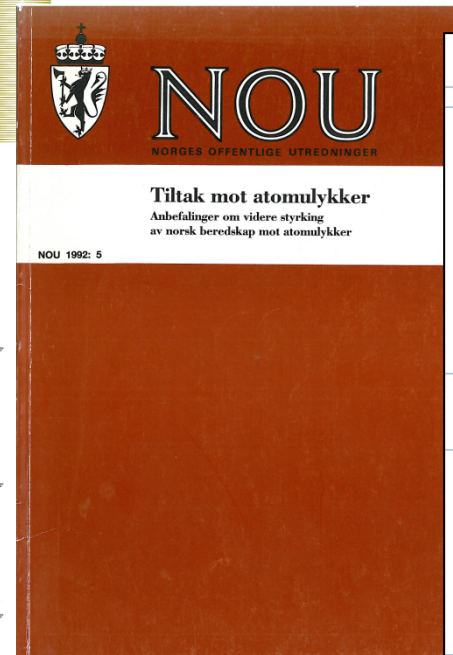 NOU
NORGES OFFENTLIGE UTREDNINGER
Tiltak mot atomulykker
Anbefalinger om videre styrking
av norsk beredskap mot atomulykker
NOU 1992: 5